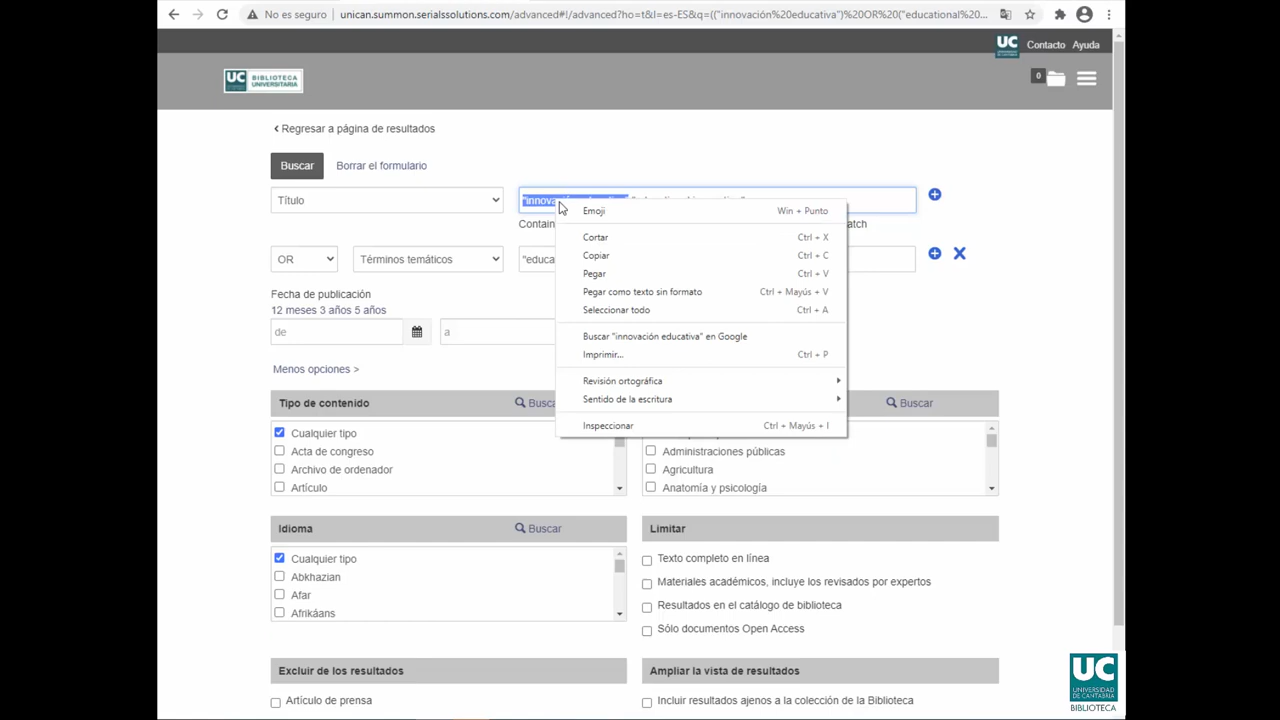 No es seguro unican.summon.serialssolutions.com/advanced#!/advanced?ho=t&l=es-ES&q=(("innovación%20educativa")%20OR%20("educational%20...
UC Contacto Ayuda
UC BIBLIOTECA UNIVERSITARIA 0
Regresar a página de resultados
Buscar Borrar el formulario
Título "innova
Contain atch
OR Términos temáticos "educa
Fecha de publicación
12 meses 3 años 5 años
de a
Menos opciones >
Emoji Win + Punto
Cortar Ctrl + X
Copiar Ctrl + C
Pegar Ctrl + V
Pegar como texto sin formato Ctrl + Mayús + V
Seleccionar todo Ctrl + A
Buscar "innovación educativa" en Google
Imprimir... Ctrl + P
Revisión ortográfica
Sentido de la escritura
Inspeccionar Ctrl + Mayús + I
Tipo de contenido Busca
Cualquier tipo
Acta de congreso
Archivo de ordenador
Artículo
Buscar
Administraciones públicas
Agricultura
Anatomía y psicología
Idioma Buscar
Cualquier tipo
Abkhazian
Afar
Afrikáans
Limitar
Texto completo en línea
Materiales académicos, incluye los revisados por expertos
Resultados en el catálogo de biblioteca
Sólo documentos Open Access
Excluir de los resultados
Artículo de prensa
Ampliar la vista de resultados
Incluir resultados ajenos a la colección de la Biblioteca
UC
UNIVERSIDAD
DE CANTABRIA
BIBLIOTECA